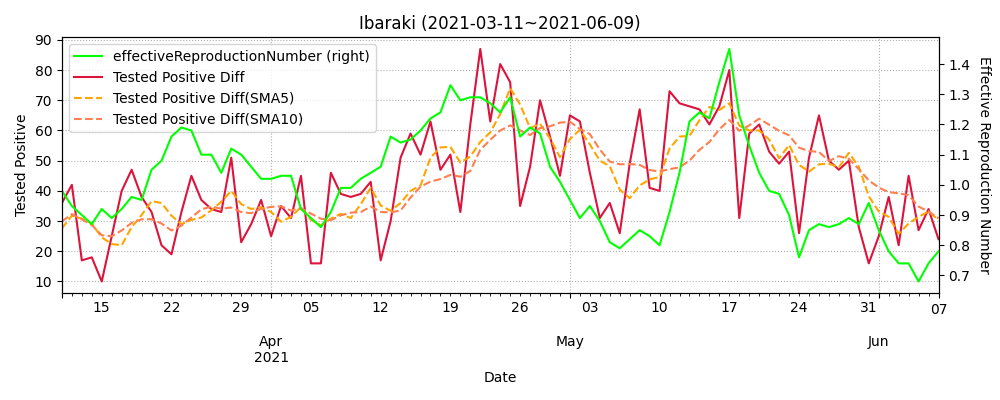 Ibaraki (2021-03-11~2021-06-09)
effectiveReproductionNumber (right)
Tested Positive Diff
Tested Positive Diff(SMA5)
Tested Positive Diff(SMA10)
Tested Positive
90
80
70
60
50
40
30
20
10
Effective Reproduction Number
1.4
1.3
1.2
1.1
1.0
0.9
0.8
0.7
15 22 29 05 12 19 26 03 10 17 24 31 07
Apr May Jun
2021
Date